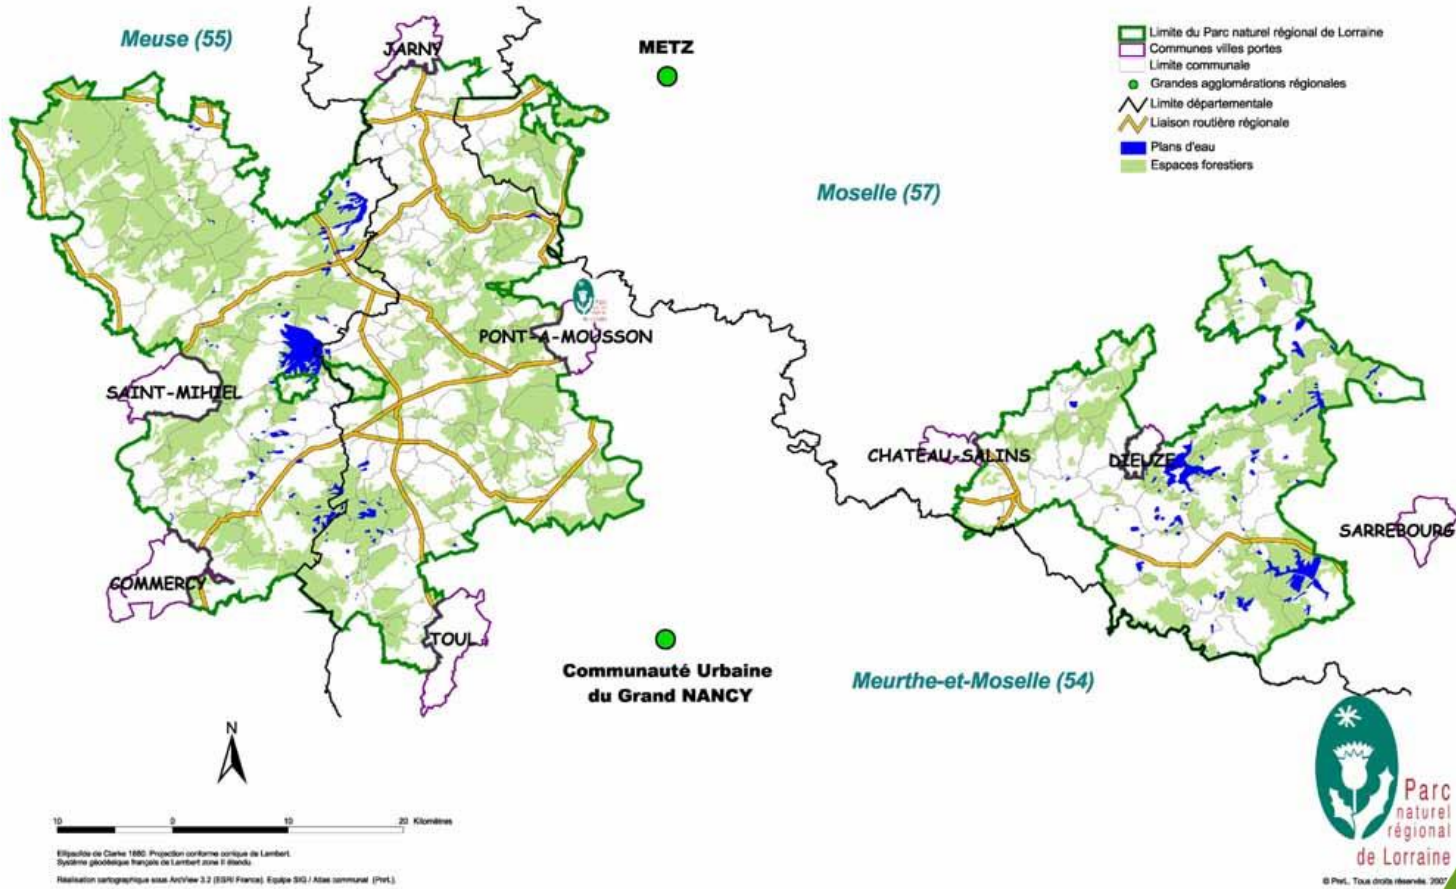 Meuse (55)
JARNY
METZ
Limite du Parc naturel régional de Lorraine
Communes villes portes
Limite communale
Grandes agglomérations régionales
Limite départementale
Liaison routière régionale
Plans d'eau
Espaces forestiers
Moselle (57)
PONT-A-MOUSSON
SAINT-MIHIEL
CHATEAU-SALINS
DIEUZE
SARREBOURG
COMMERCY
TOUL
Communauté Urbaine
du Grand NANCY
Meurthe-et-Moselle (54)
N
10 0 10 20 Kilomètres
Ellipsoïde de Clarke 1880. Projection conforme conique de Lambert.
Système géodésique français de Lambert zone II étendu
Réalisation cartographique sous ArcView 3.2 (ESRI France). Equipe SIG / Atlas communal (PnrL).
Parc
naturel
régional
de Lorraine
© PnrL. Tous droits réservés.